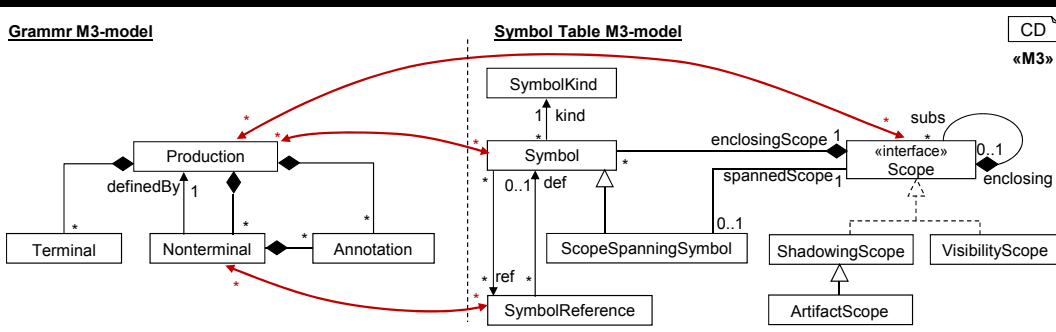 Grammr M3-model
Symbol Table M3-model
CD
«M3»
SymbolKind
subs
*
*
*
1 kind
*
*
*
*
enclosingScope
1
*
0..1
Production
Symbol
«interface»
Scope
definedBy
1
*
0..1
def
*
spannedScope
1
enclosing
*
*
*
*
0..1
Terminal
Nonterminal
Annotation
ScopeSpanningSymbol
ShadowingScope
VisibilityScope
*
*
*
ref
*
*
SymbolReference
ArtifactScope